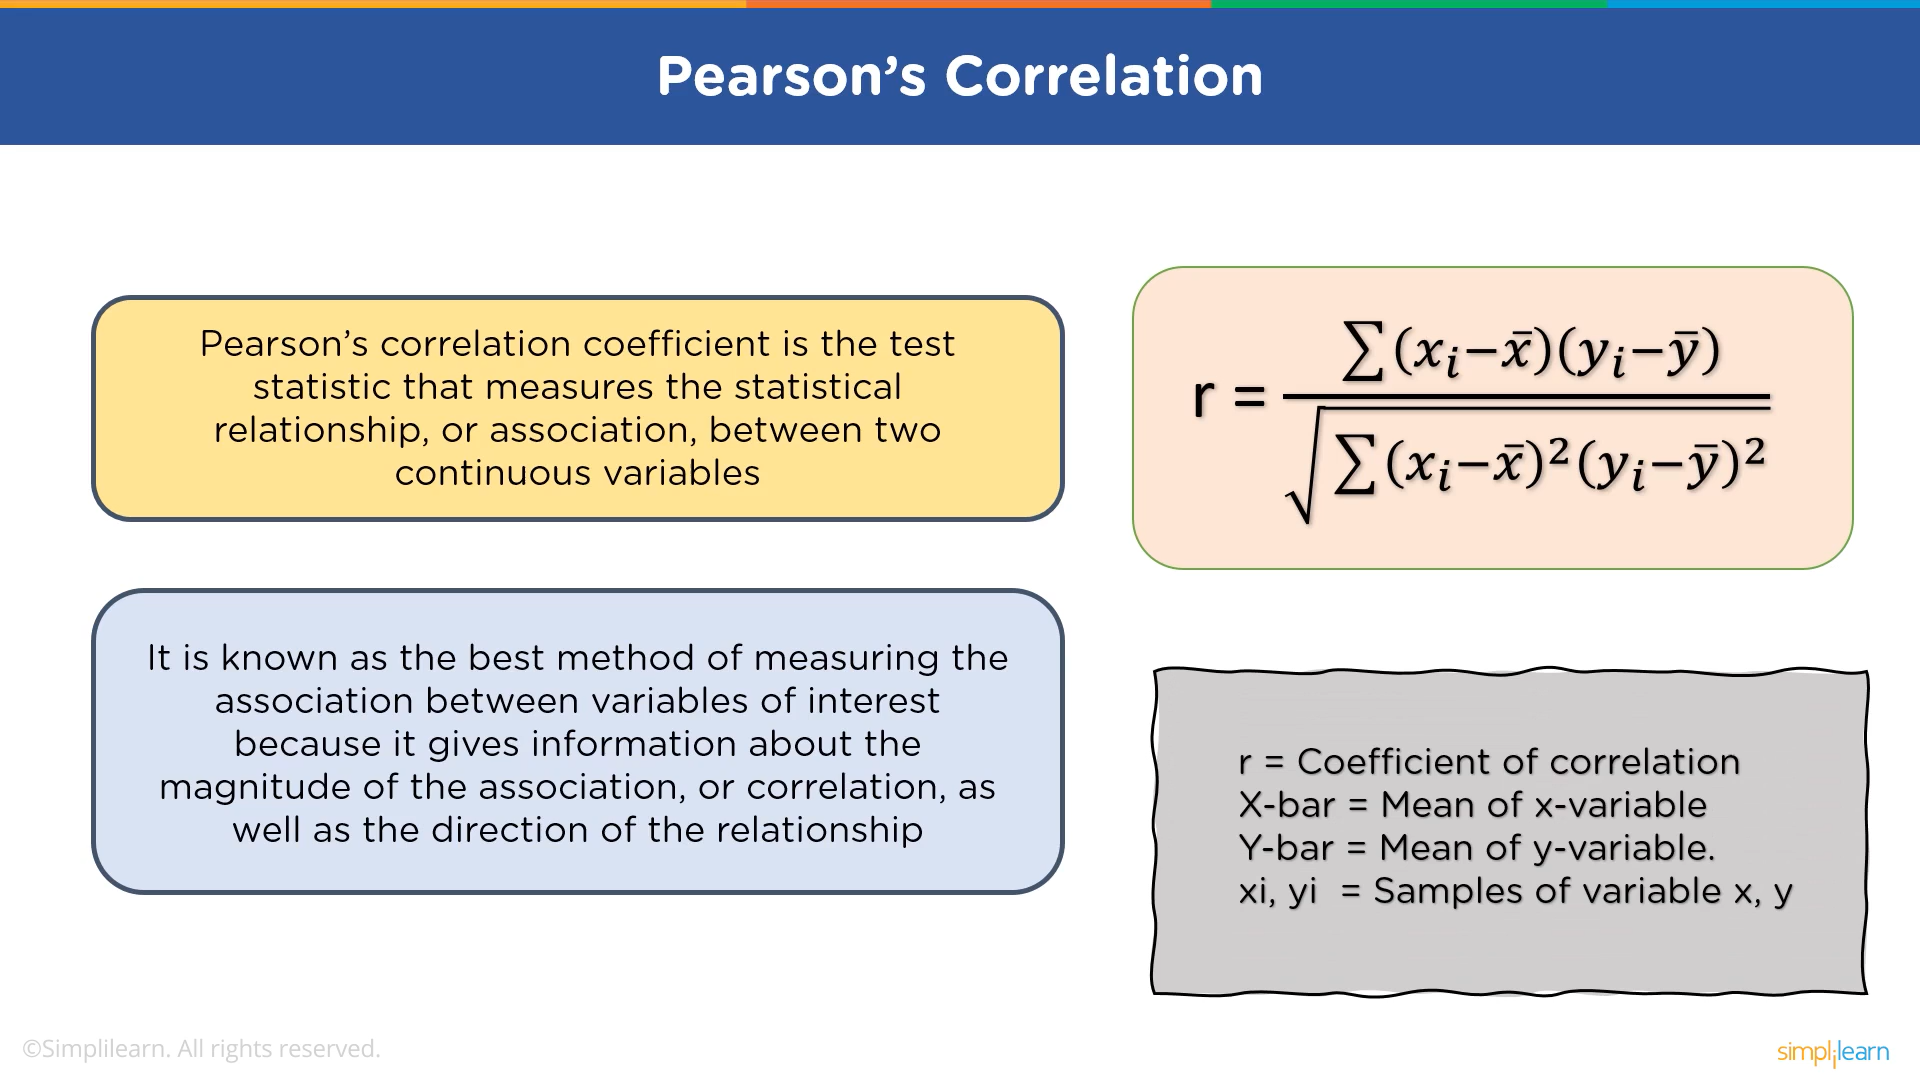 Pearson’s Correlation
Pearson’s correlation coefficient is the test
statistic that measures the statistical
relationship, or association, between two
continuous variables
It is known as the best method of measuring the
association between variables of interest
because it gives information about the
magnitude of the association, or correlation, as
well as the direction of the relationship
r = ∑(xᵢ−x̄)(yᵢ−ȳ)
√∑(xᵢ−x̄)²(yᵢ−ȳ)²
r = Coefficient of correlation
X-bar = Mean of x-variable
Y-bar = Mean of y-variable.
xi, yi = Samples of variable x, y
©Simplilearn. All rights reserved.
simplilearn